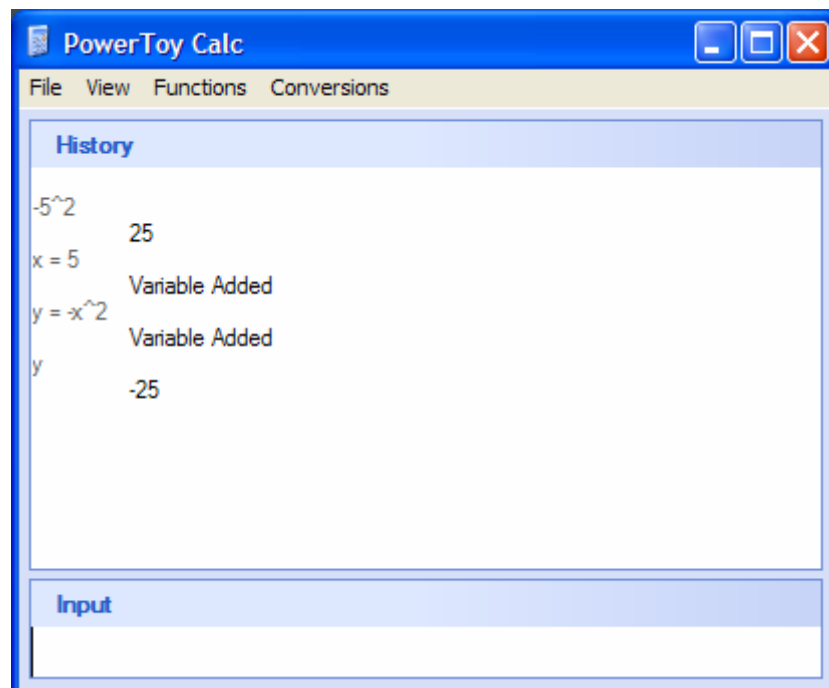 PowerToy Calc
File View Functions Conversions
History
-5^2
25
x = 5
Variable Added
y = -x^2
Variable Added
y
-25
Input